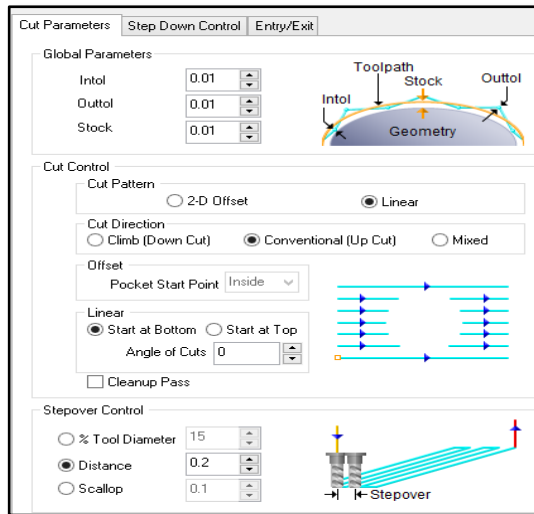 Cut Parameters Step Down Control Entry/Exit
Global Parameters
Intol 0.01
Outtol 0.01
Stock 0.01
Toolpath
Stock
Outtol
Intol
Geometry
Cut Control
Cut Pattern
2-D Offset Linear
Cut Direction
Climb (Down Cut) Conventional (Up Cut) Mixed
Offset
Pocket Start Point Inside
Linear
Start at Bottom Start at Top
Angle of Cuts 0
Cleanup Pass
Stepover Control
% Tool Diameter 15
Distance 0.2
Scallop 0.1
Stepover